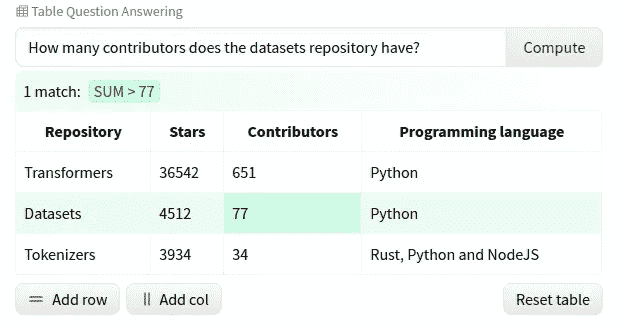 Table Question Answering
How many contributors does the datasets repository have? Compute
1 match: SUM > 77
Repository Stars Contributors Programming language
Transformers 36542 651 Python
Datasets 4512 77 Python
Tokenizers 3934 34 Rust, Python and NodeJS
Add row Add col Reset table